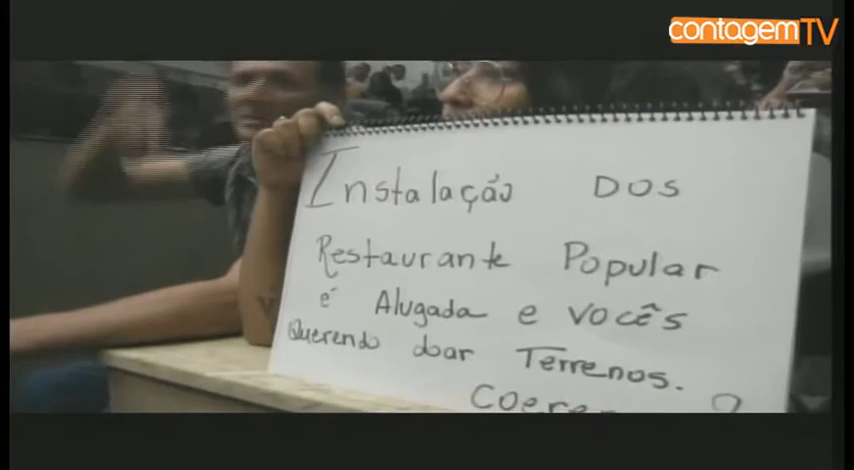 contagemTV
Instalação DOS
Restaurante Popular
é Alugada e vocês
Querendo doar Terrenos.
?